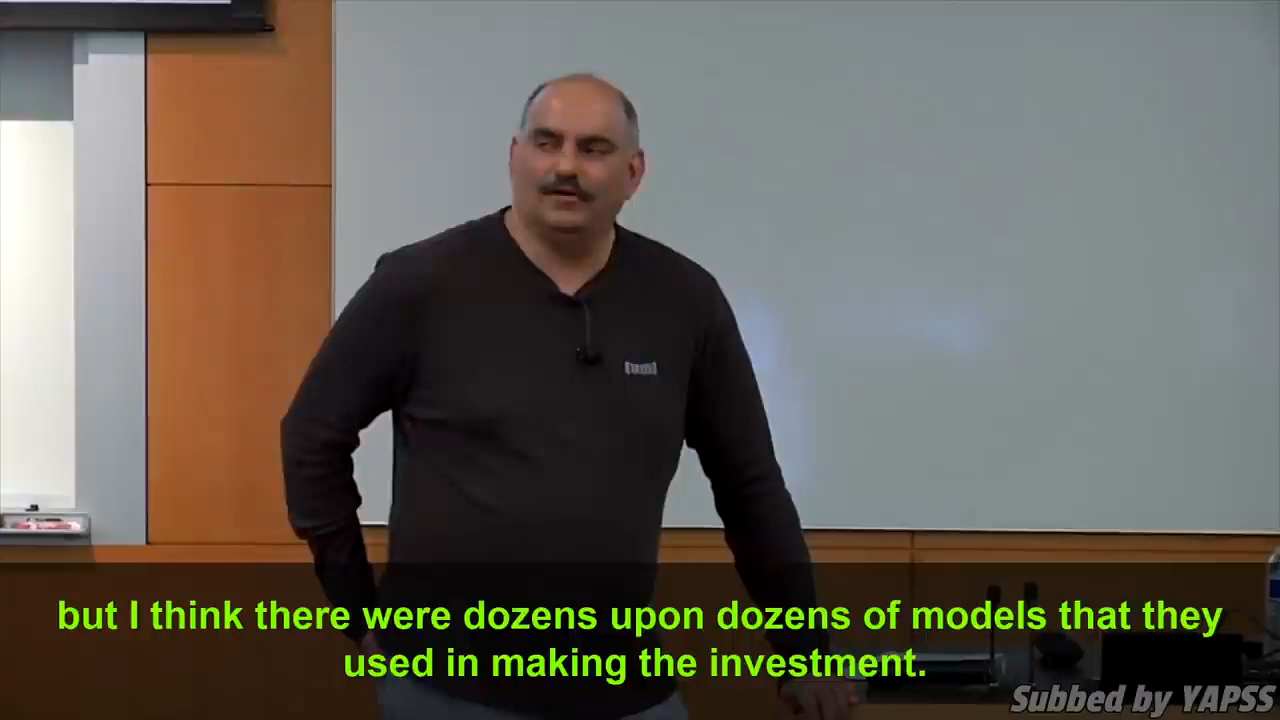 but I think there were dozens upon dozens of models that they
used in making the investment.
Subbed by YAPSS